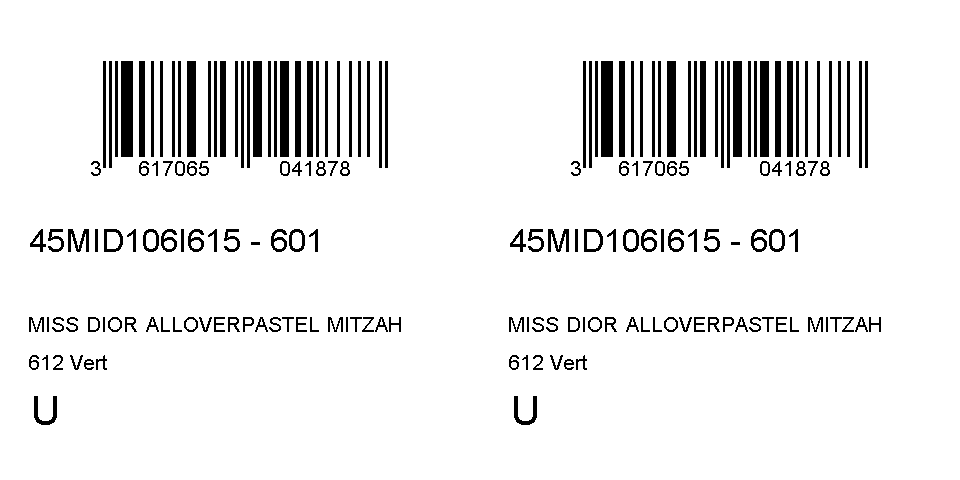 3 617065 041878 3 617065 041878
45MID106I615 - 601 45MID106I615 - 601
MISS DIOR ALLOVERPASTEL MITZAH MISS DIOR ALLOVERPASTEL MITZAH
612 Vert 612 Vert
U U